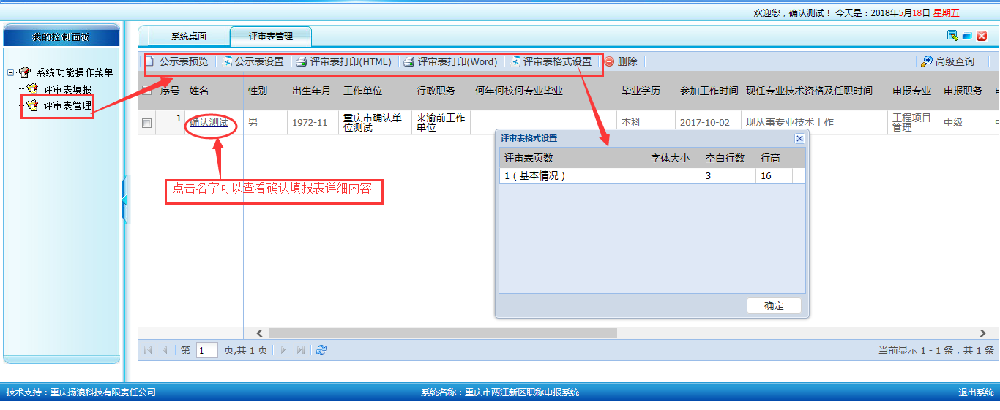 欢迎您，确认测试！ 今天是：2018年5月18日 星期五
我的控制面板
系统功能操作菜单
评审表填报
评审表管理
系统桌面
评审表管理
公示表预览 公示表设置 评审表打印(HTML) 评审表打印(Word) 评审表格式设置 删除 高级查询
序号 姓名 性别 出生年月 工作单位 行政职务 何年何校何专业毕业 毕业学历 参加工作时间 现任专业技术资格及任职时间 申报专业 申报职务
1 确认测试 男 1972-11 重庆市确认单 来渝前工作 本科 2017-10-02 现从事专业技术工作 工程项目 中级
位测试 单位 管理
点击名字可以查看确认填报表详细内容
评审表格式设置
评审表页数 字体大小 空白行数 行高
1（基本情况） 3 16
确定
第 1 页,共 1 页
当前显示 1 - 1 条，共 1 条
技术支持：重庆扬浪科技有限责任公司 系统名称：重庆市两江新区职称申报系统 退出系统